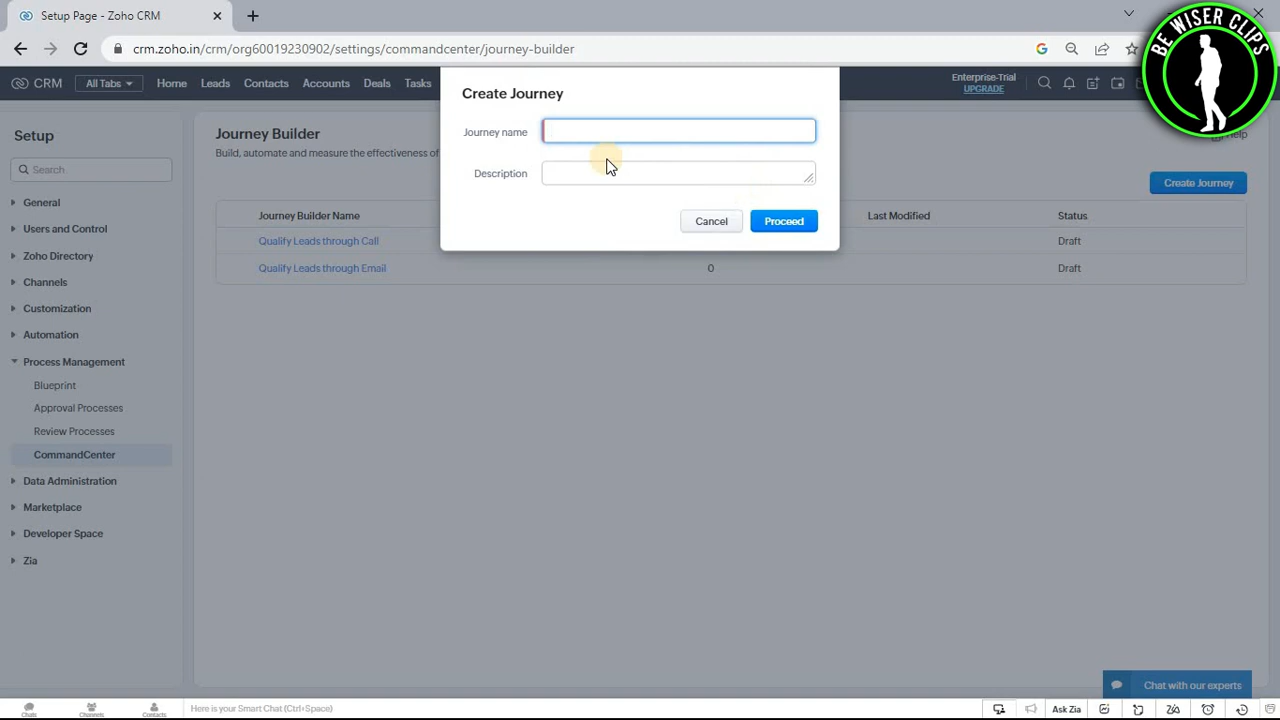 Setup Page - Zoho CRM
crm.zoho.in/crm/org60019230902/settings/commandcenter/journey-builder
BE WISER CLIPS
CRM
All Tabs
Home
Leads
Contacts
Accounts
Deals
Tasks
Enterprise-Trial
UPGRADE
Create Journey
Journey name
Description
Cancel
Proceed
Setup
Search
General
Users and Control
Zoho Directory
Channels
Customization
Automation
Process Management
Blueprint
Approval Processes
Review Processes
CommandCenter
Data Administration
Marketplace
Developer Space
Zia
Journey Builder
Help
Build, automate and measure the effectiveness of
Create Journey
Journey Builder Name
Last Modified
Status
Qualify Leads through Call
Draft
Qualify Leads through Email
0
Draft
Chat with our experts
Chats
Channels
Contacts
Here is your Smart Chat (Ctrl+Space)
Ask Zia